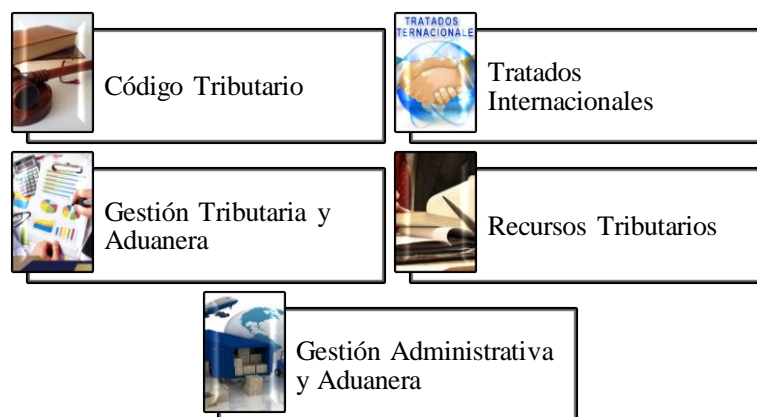 Código Tributario
TRATADOS
TERNACIONALE
Tratados
Internacionales
Gestión Tributaria y
Aduanera
Recursos Tributarios
Gestión Administrativa
y Aduanera